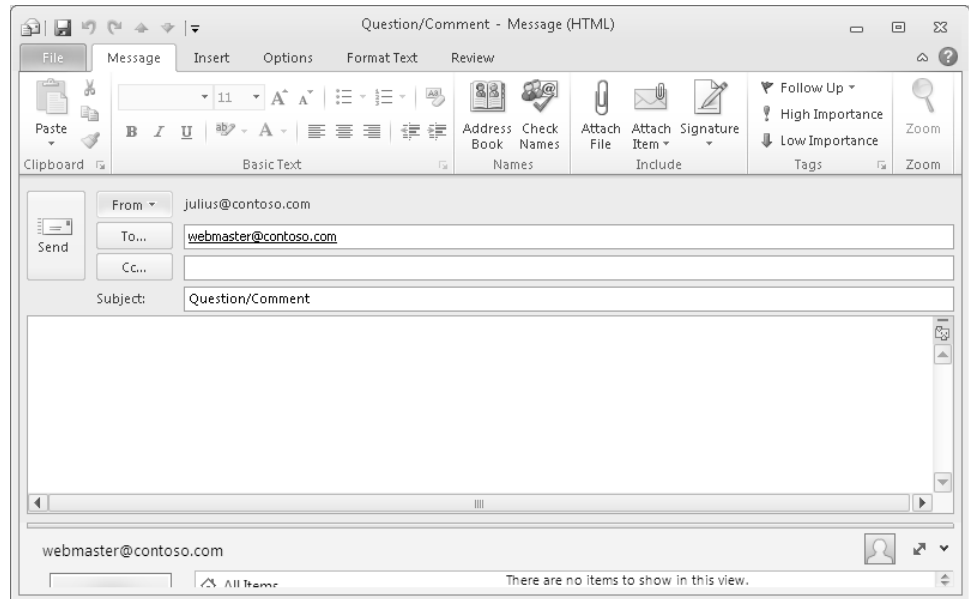 Question/Comment - Message (HTML)
File Message Insert Options Format Text Review
Paste
11
B I U ab A
Address Book
Check Names
Attach File
Attach Item
Signature
Follow Up
High Importance
Low Importance
Zoom
Clipboard Basic Text Names Include Tags Zoom
Send
From julius@contoso.com
To... webmaster@contoso.com
Cc...
Subject: Question/Comment
webmaster@contoso.com
All Items
There are no items to show in this view.